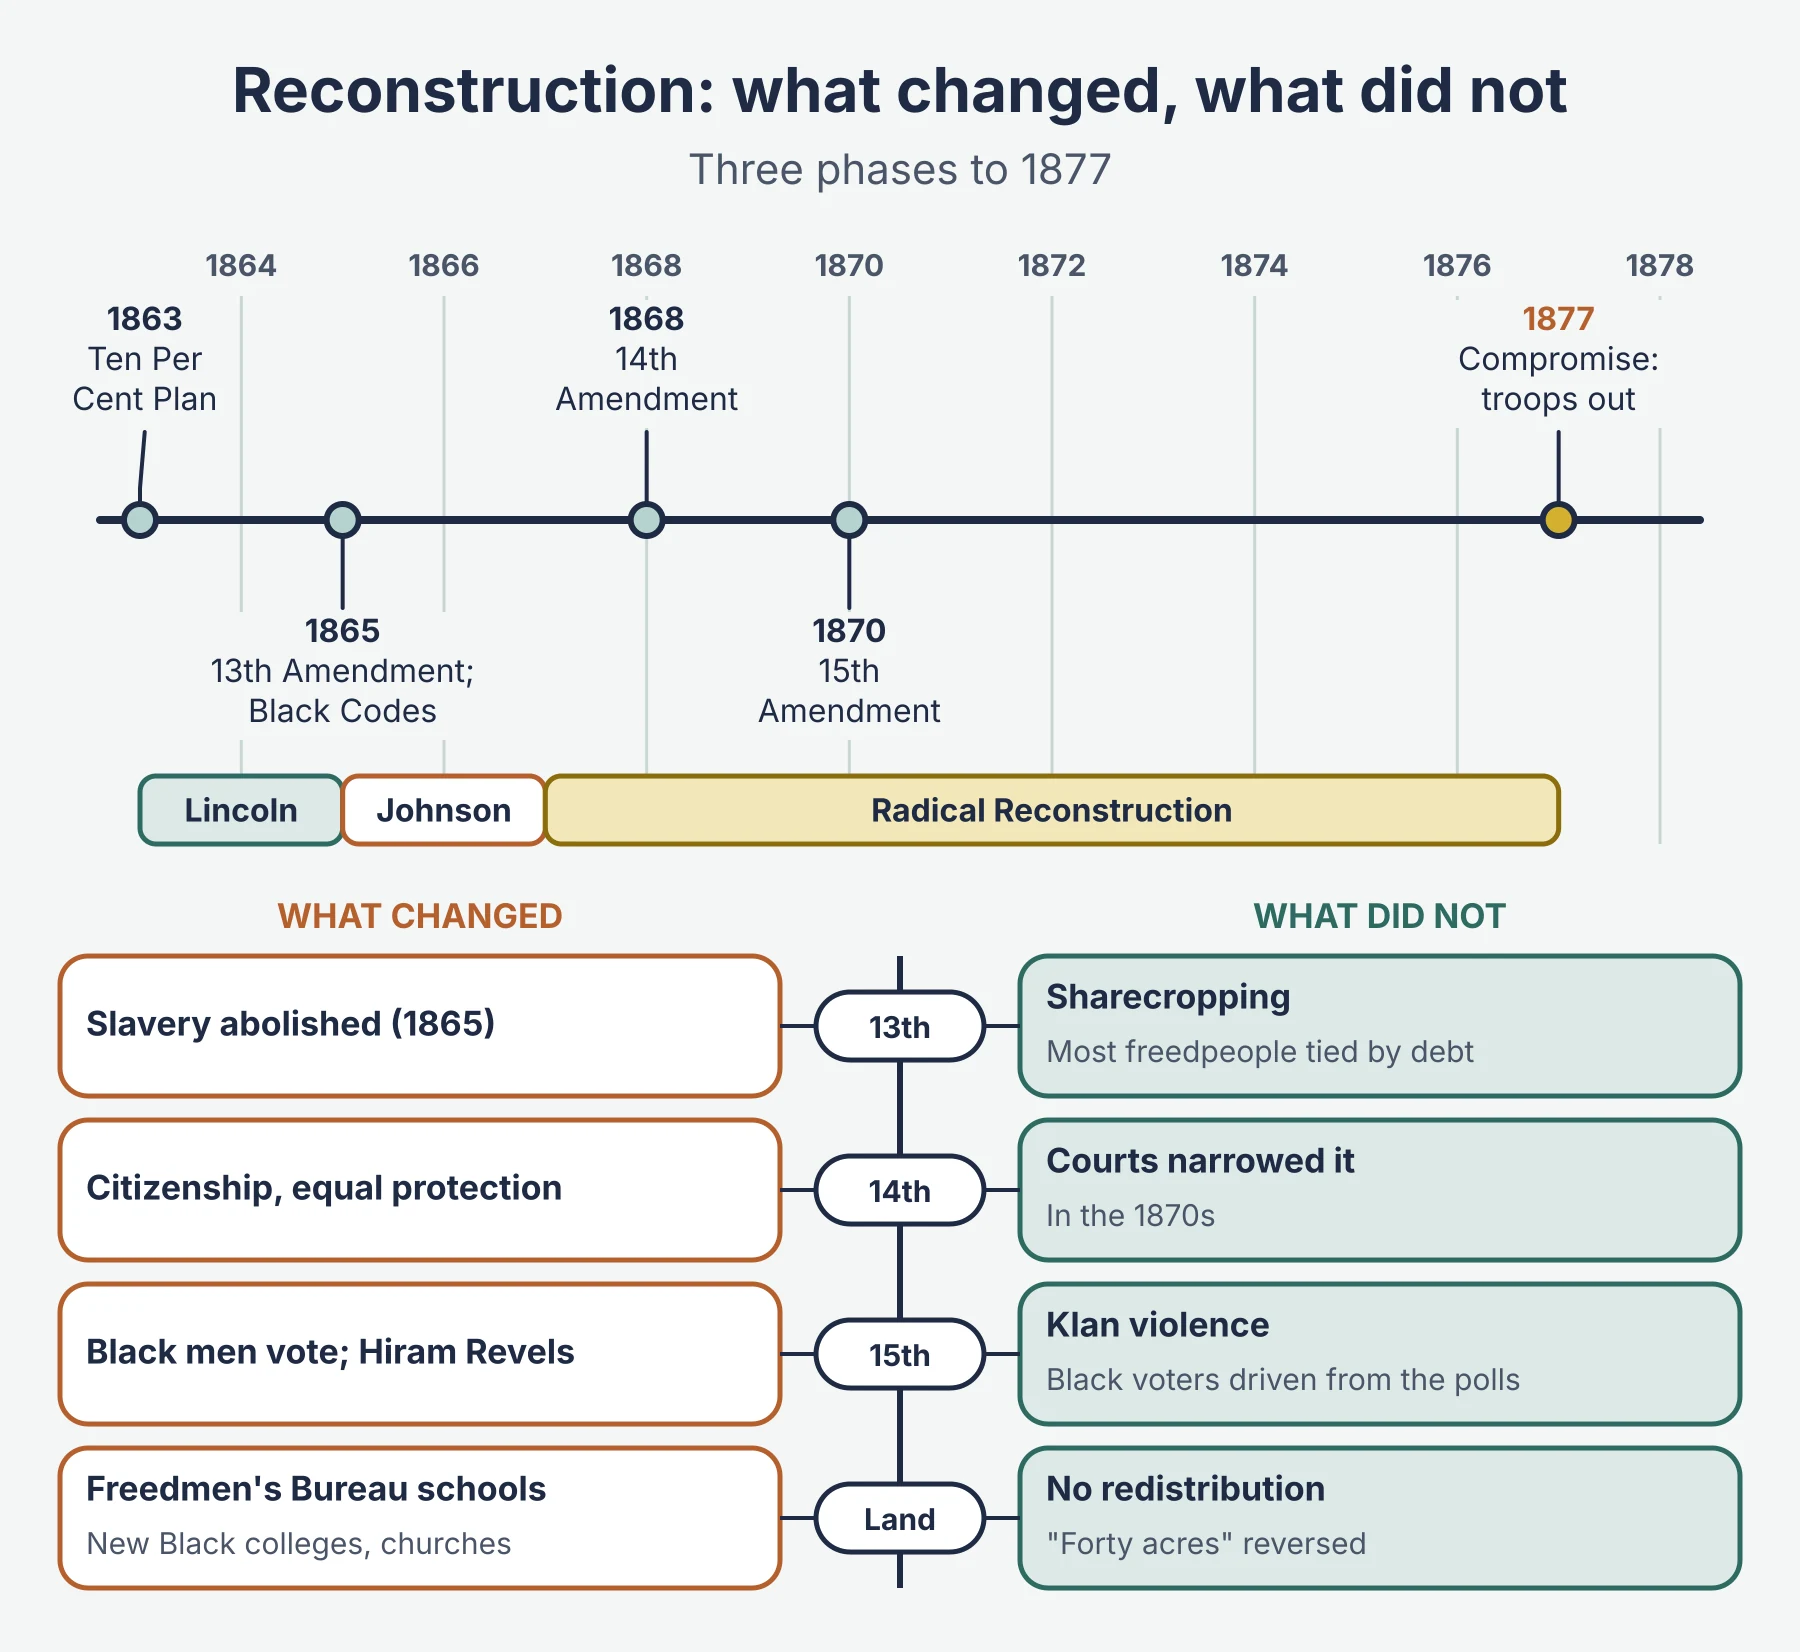 Reconstruction: what changed, what did not
Three phases to 1877
1864 1866 1868 1870 1872 1874 1876 1878
1863
Ten Per
Cent Plan
1868
14th
Amendment
1877
Compromise:
troops out
1865
13th Amendment;
Black Codes
1870
15th
Amendment
Lincoln
Johnson
Radical Reconstruction
WHAT CHANGED
WHAT DID NOT
Slavery abolished (1865)
13th
Sharecropping
Most freedpeople tied by debt
Citizenship, equal protection
14th
Courts narrowed it
In the 1870s
Black men vote; Hiram Revels
15th
Klan violence
Black voters driven from the polls
Freedmen's Bureau schools
New Black colleges, churches
Land
No redistribution
"Forty acres" reversed